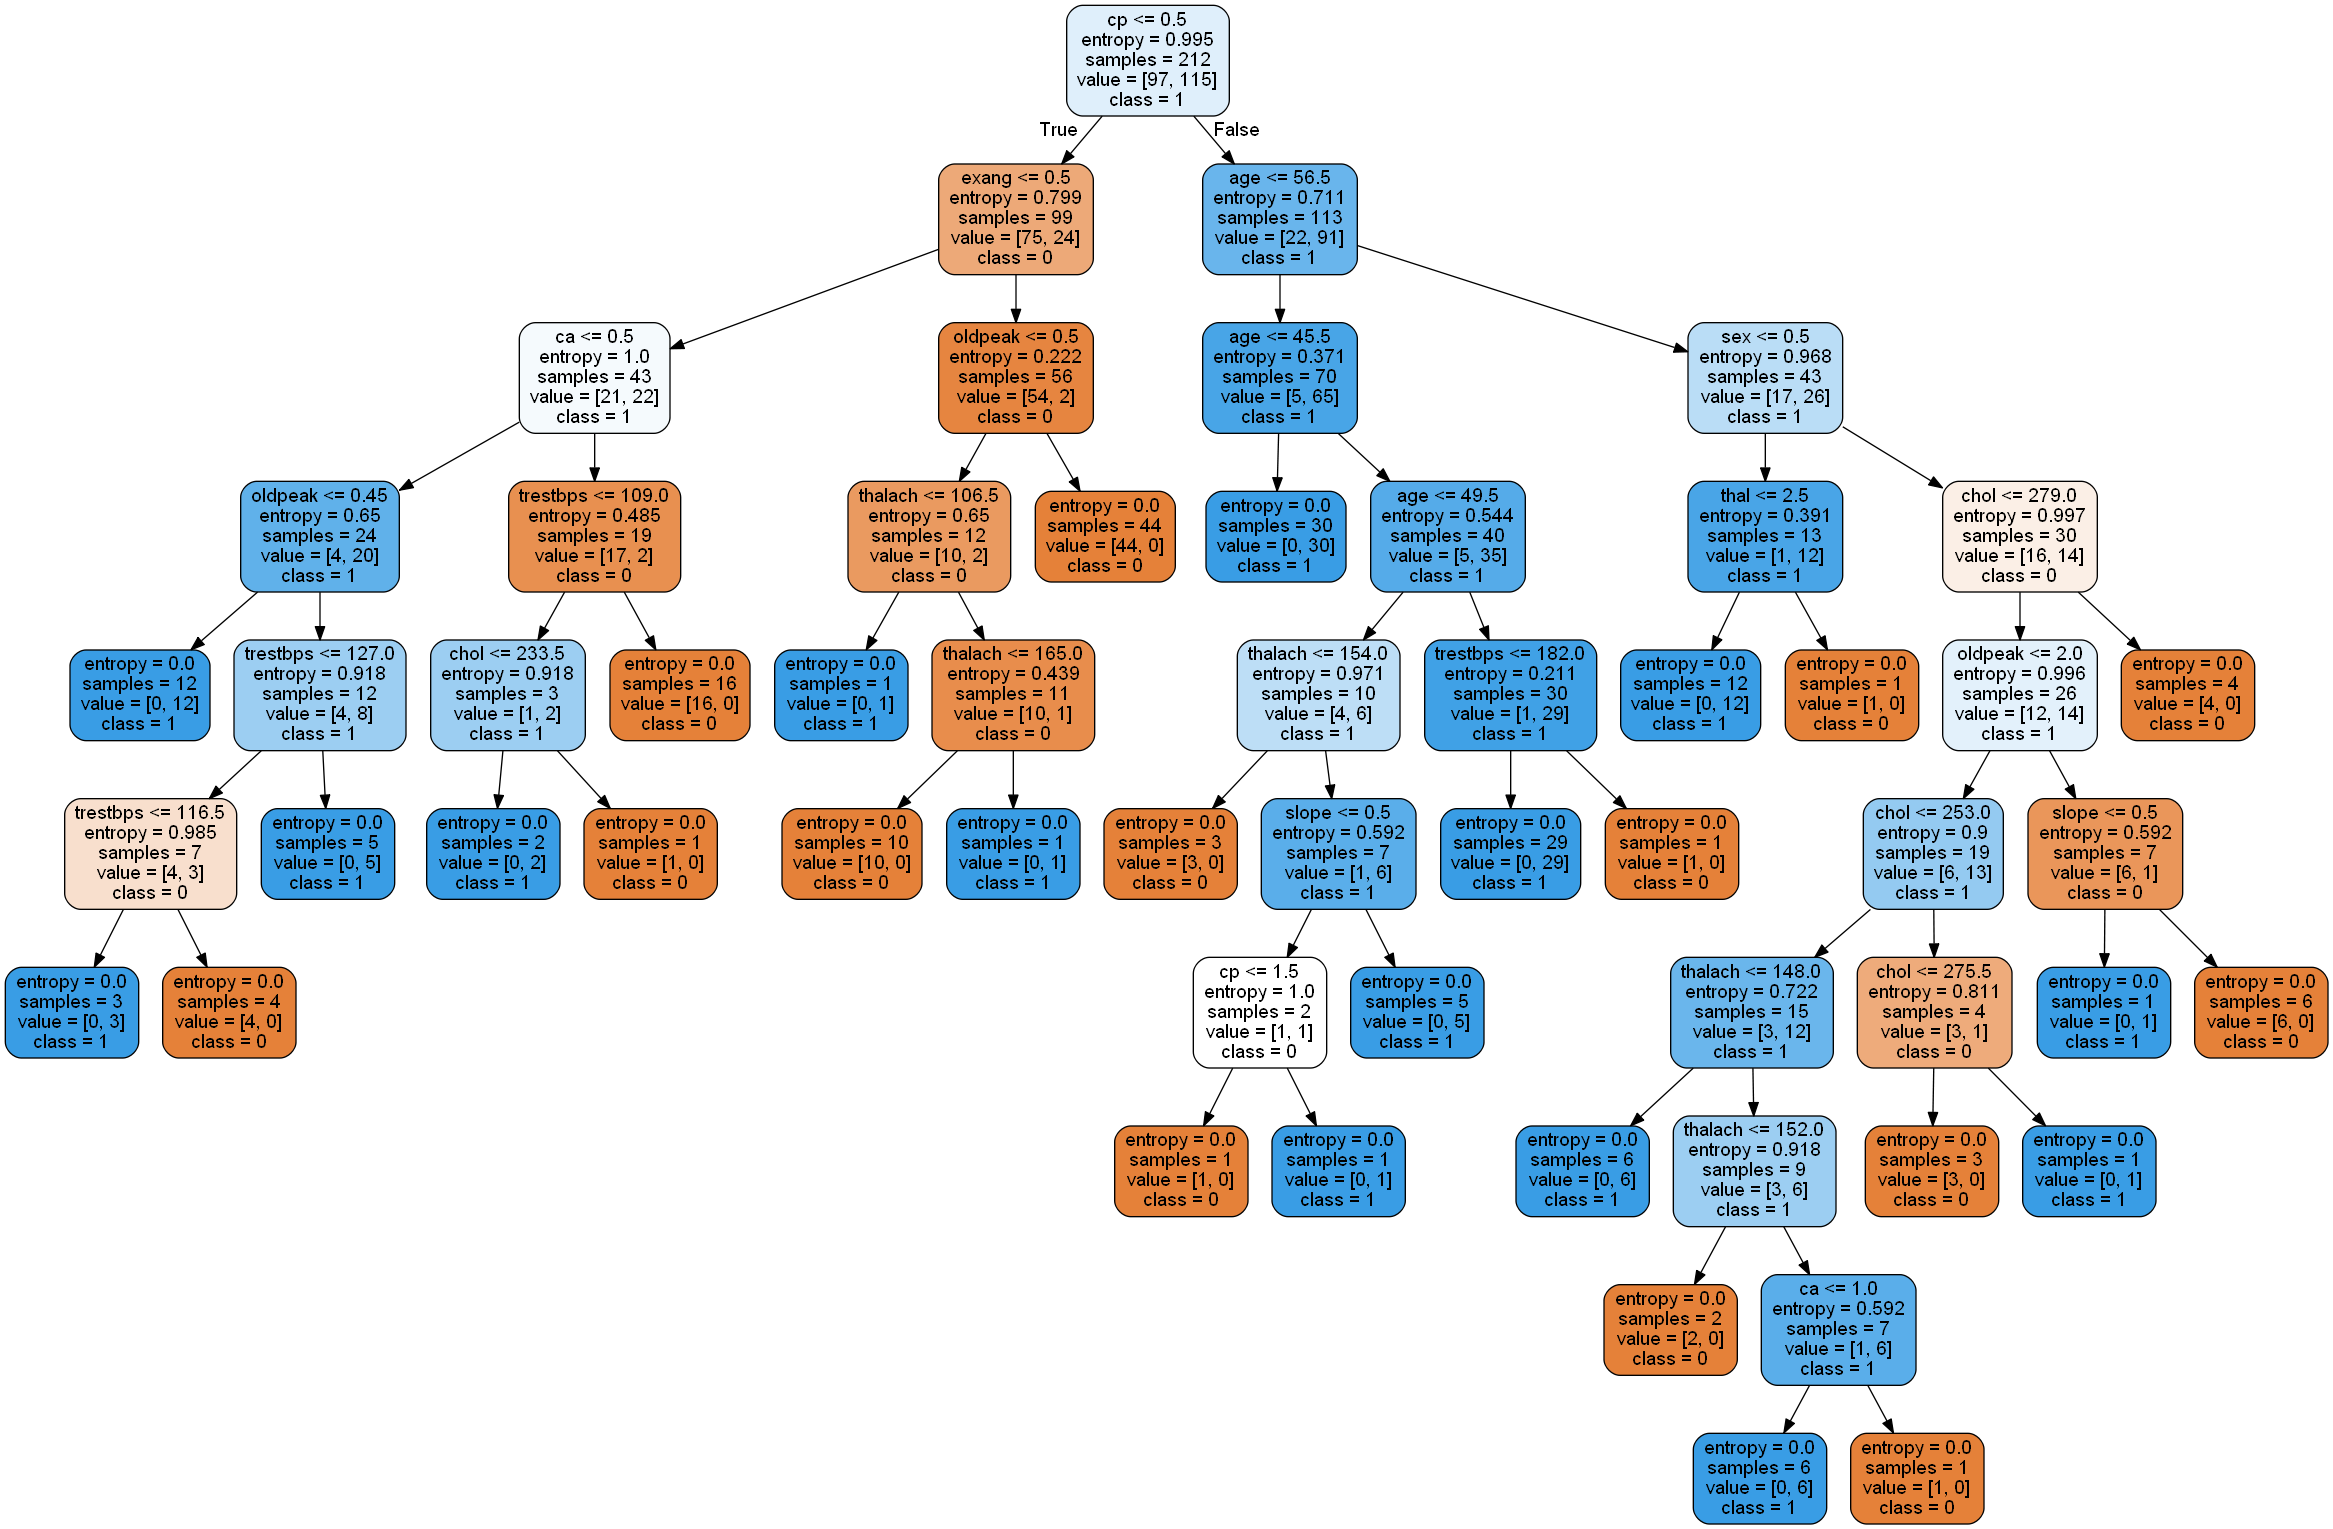 cp <= 0.5
entropy = 0.995
samples = 212
value = [97, 115]
class = 1
True
False
exang <= 0.5
entropy = 0.799
samples = 99
value = [75, 24]
class = 0
age <= 56.5
entropy = 0.711
samples = 113
value = [22, 91]
class = 1
ca <= 0.5
entropy = 1.0
samples = 43
value = [21, 22]
class = 1
oldpeak <= 0.5
entropy = 0.222
samples = 56
value = [54, 2]
class = 0
age <= 45.5
entropy = 0.371
samples = 70
value = [5, 65]
class = 1
sex <= 0.5
entropy = 0.968
samples = 43
value = [17, 26]
class = 1
oldpeak <= 0.45
entropy = 0.65
samples = 24
value = [4, 20]
class = 1
trestbps <= 109.0
entropy = 0.485
samples = 19
value = [17, 2]
class = 0
thalach <= 106.5
entropy = 0.65
samples = 12
value = [10, 2]
class = 0
entropy = 0.0
samples = 44
value = [44, 0]
class = 0
entropy = 0.0
samples = 30
value = [0, 30]
class = 1
age <= 49.5
entropy = 0.544
samples = 40
value = [5, 35]
class = 1
thal <= 2.5
entropy = 0.391
samples = 13
value = [1, 12]
class = 1
chol <= 279.0
entropy = 0.997
samples = 30
value = [16, 14]
class = 0
entropy = 0.0
samples = 12
value = [0, 12]
class = 1
trestbps <= 127.0
entropy = 0.918
samples = 12
value = [4, 8]
class = 1
chol <= 233.5
entropy = 0.918
samples = 3
value = [1, 2]
class = 1
entropy = 0.0
samples = 16
value = [16, 0]
class = 0
entropy = 0.0
samples = 1
value = [0, 1]
class = 1
thalach <= 165.0
entropy = 0.439
samples = 11
value = [10, 1]
class = 0
thalach <= 154.0
entropy = 0.971
samples = 10
value = [4, 6]
class = 1
trestbps <= 182.0
entropy = 0.211
samples = 30
value = [1, 29]
class = 1
entropy = 0.0
samples = 12
value = [0, 12]
class = 1
entropy = 0.0
samples = 1
value = [1, 0]
class = 0
oldpeak <= 2.0
entropy = 0.996
samples = 26
value = [12, 14]
class = 1
entropy = 0.0
samples = 4
value = [4, 0]
class = 0
trestbps <= 116.5
entropy = 0.985
samples = 7
value = [4, 3]
class = 0
entropy = 0.0
samples = 5
value = [0, 5]
class = 1
entropy = 0.0
samples = 2
value = [0, 2]
class = 1
entropy = 0.0
samples = 1
value = [1, 0]
class = 0
entropy = 0.0
samples = 10
value = [10, 0]
class = 0
entropy = 0.0
samples = 1
value = [0, 1]
class = 1
entropy = 0.0
samples = 3
value = [3, 0]
class = 0
slope <= 0.5
entropy = 0.592
samples = 7
value = [1, 6]
class = 1
entropy = 0.0
samples = 29
value = [0, 29]
class = 1
entropy = 0.0
samples = 1
value = [1, 0]
class = 0
chol <= 253.0
entropy = 0.9
samples = 19
value = [6, 13]
class = 1
slope <= 0.5
entropy = 0.592
samples = 7
value = [6, 1]
class = 0
entropy = 0.0
samples = 3
value = [0, 3]
class = 1
entropy = 0.0
samples = 4
value = [4, 0]
class = 0
cp <= 1.5
entropy = 1.0
samples = 2
value = [1, 1]
class = 0
entropy = 0.0
samples = 5
value = [0, 5]
class = 1
thalach <= 148.0
entropy = 0.722
samples = 15
value = [3, 12]
class = 1
chol <= 275.5
entropy = 0.811
samples = 4
value = [3, 1]
class = 0
entropy = 0.0
samples = 1
value = [0, 1]
class = 1
entropy = 0.0
samples = 6
value = [6, 0]
class = 0
entropy = 0.0
samples = 1
value = [1, 0]
class = 0
entropy = 0.0
samples = 1
value = [0, 1]
class = 1
entropy = 0.0
samples = 6
value = [0, 6]
class = 1
thalach <= 152.0
entropy = 0.918
samples = 9
value = [3, 6]
class = 1
entropy = 0.0
samples = 3
value = [3, 0]
class = 0
entropy = 0.0
samples = 1
value = [0, 1]
class = 1
entropy = 0.0
samples = 2
value = [2, 0]
class = 0
ca <= 1.0
entropy = 0.592
samples = 7
value = [1, 6]
class = 1
entropy = 0.0
samples = 6
value = [0, 6]
class = 1
entropy = 0.0
samples = 1
value = [1, 0]
class = 0